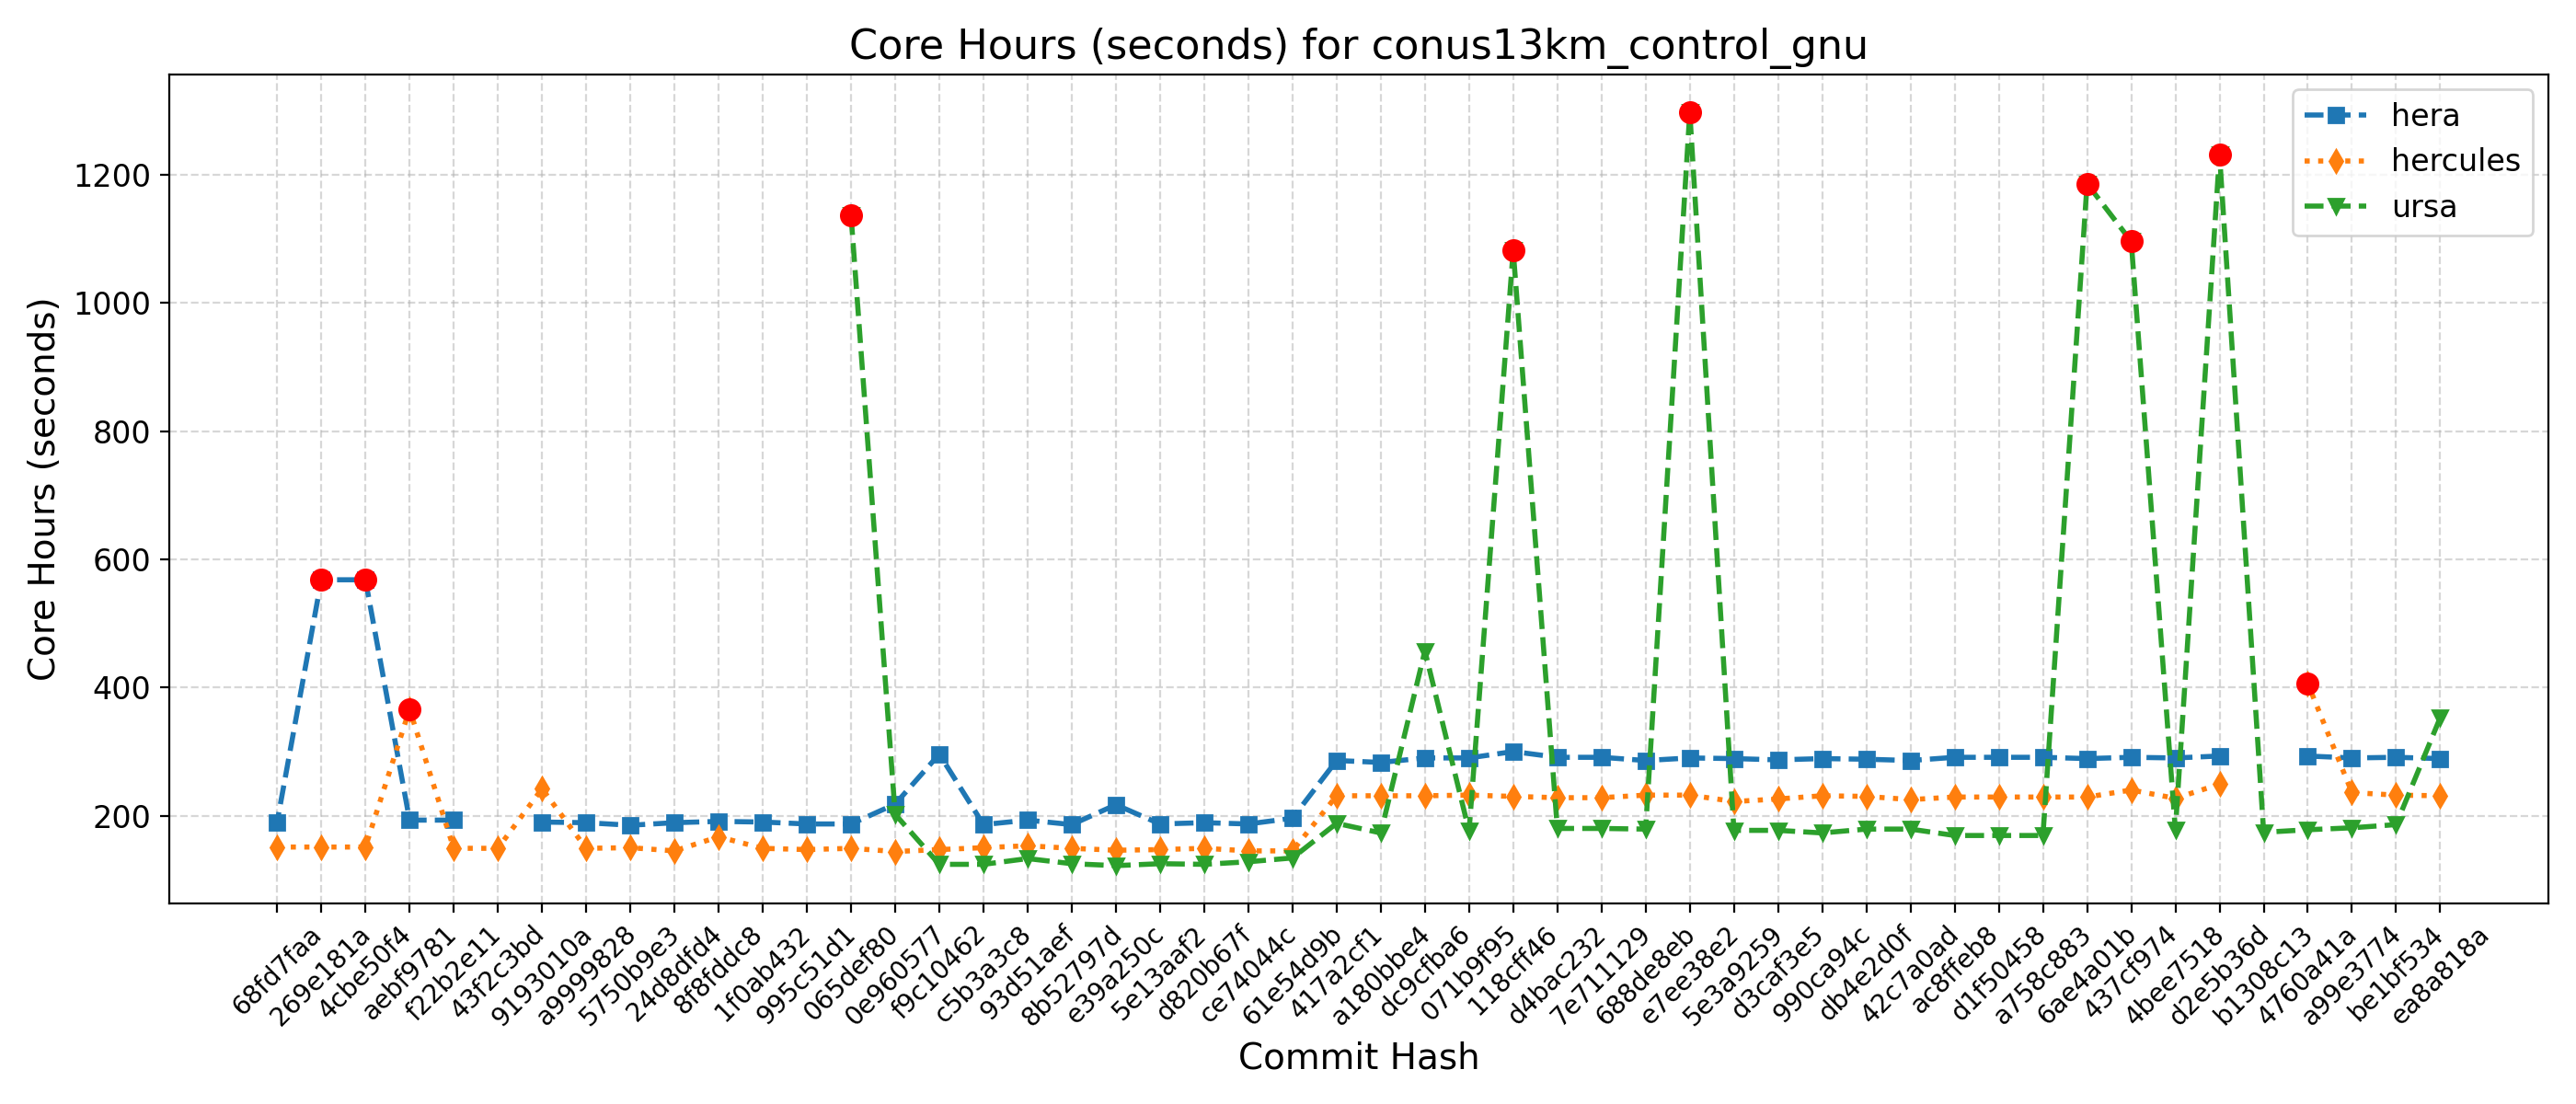 Core Hours (seconds) for conus13km_control_gnu
hera
hercules
ursa
Core Hours (seconds)
1200
1000
800
600
400
200
68fd7faa
269e181a
4cbe50f4
aebf9781
f22b2e11
43f2c3bd
9193010a
a9999828
5750b9e3
24d8dfd4
8f8fddc8
1f0ab432
995c51d1
065def80
0e960577
f9c10462
c5b3a3c8
93d51aef
8b52797d
e39a250c
5e13aaf2
d820b67f
ce74044c
61e54d9b
417a2cf1
a180bbe4
dc9cfba6
071b9f95
118cff46
d4bac232
7e711129
688de8eb
e7ee38e2
5e3a9259
d3caf3e5
990ca94c
db4e2d0f
42c7a0ad
ac8ffeb8
d1f50458
a758c883
6ae4a01b
437cf974
4bee7518
d2e5b36d
b1308c13
4760a41a
a99e3774
be1bf534
ea8a818a
Commit Hash